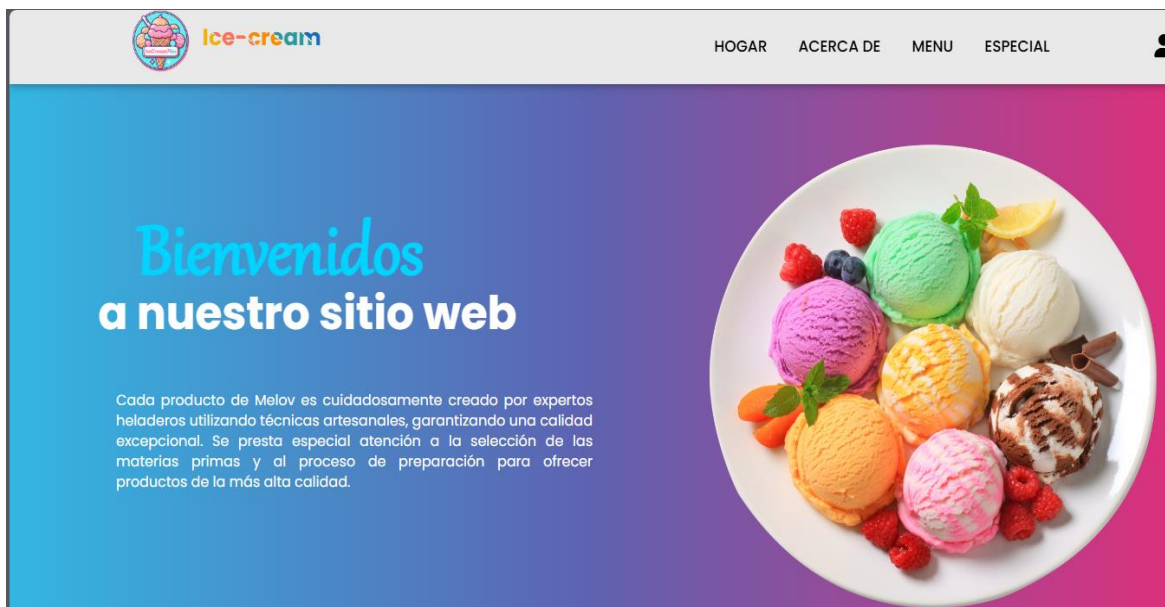 Ice-cream
HOGAR ACERCA DE MENU ESPECIAL
Bienvenidos
a nuestro sitio web
Cada producto de Melov es cuidadosamente creado por expertos
heladeros utilizando técnicas artesanales, garantizando una calidad
excepcional. Se presta especial atención a la selección de las
materias primas y al proceso de preparación para ofrecer
productos de la más alta calidad.